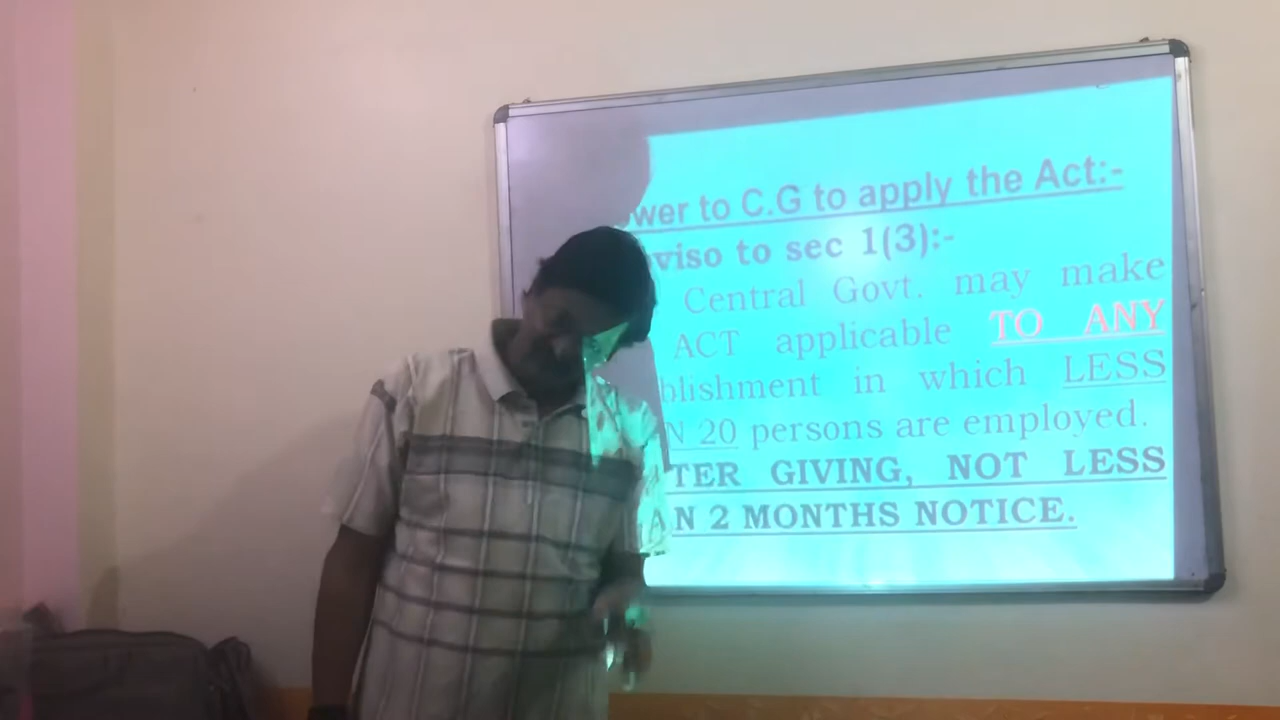 wer to C.G to apply the Act:-
viso to sec 1(3):-
Central Govt. may make
ACT applicable TO ANY
blishment in which LESS
N 20 persons are employed.
TER GIVING, NOT LESS
AN 2 MONTHS NOTICE.